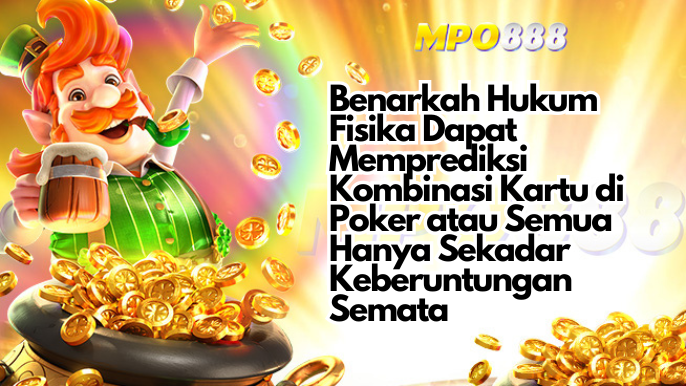 MPO888
Benarkah Hukum
Fisika Dapat
Memprediksi
Kombinasi Kartu di
Poker atau Semua
Hanya Sekadar
Keberuntungan
Semata